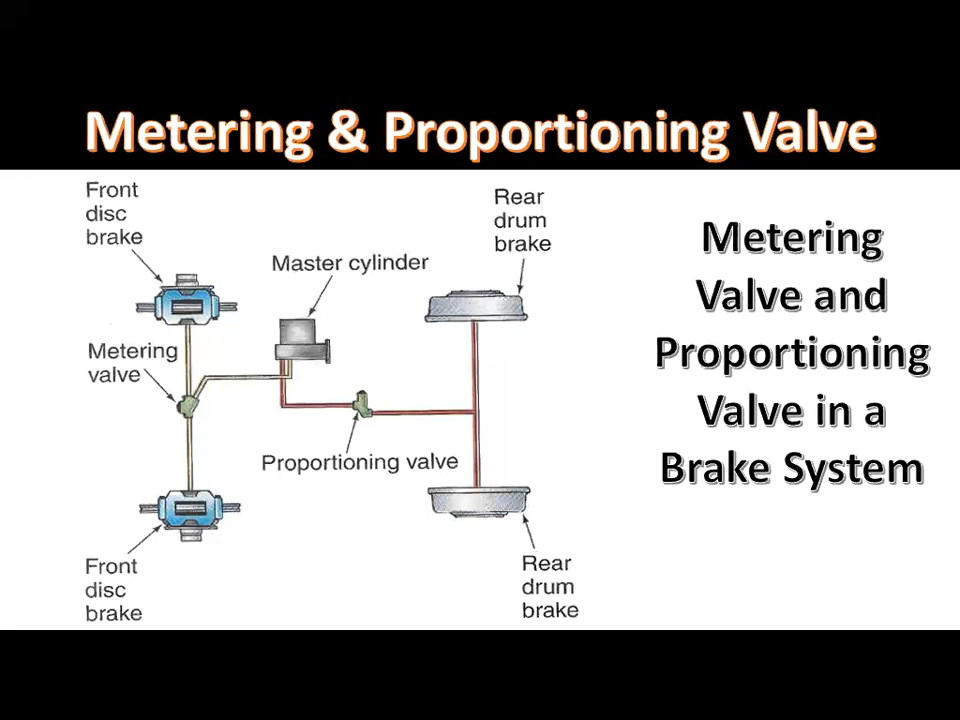 Metering & Proportioning Valve
Front
disc
brake
Master cylinder
Rear
drum
brake
Metering
valve
Proportioning valve
Front
disc
brake
Rear
drum
brake
Metering
Valve and
Proportioning
Valve in a
Brake System